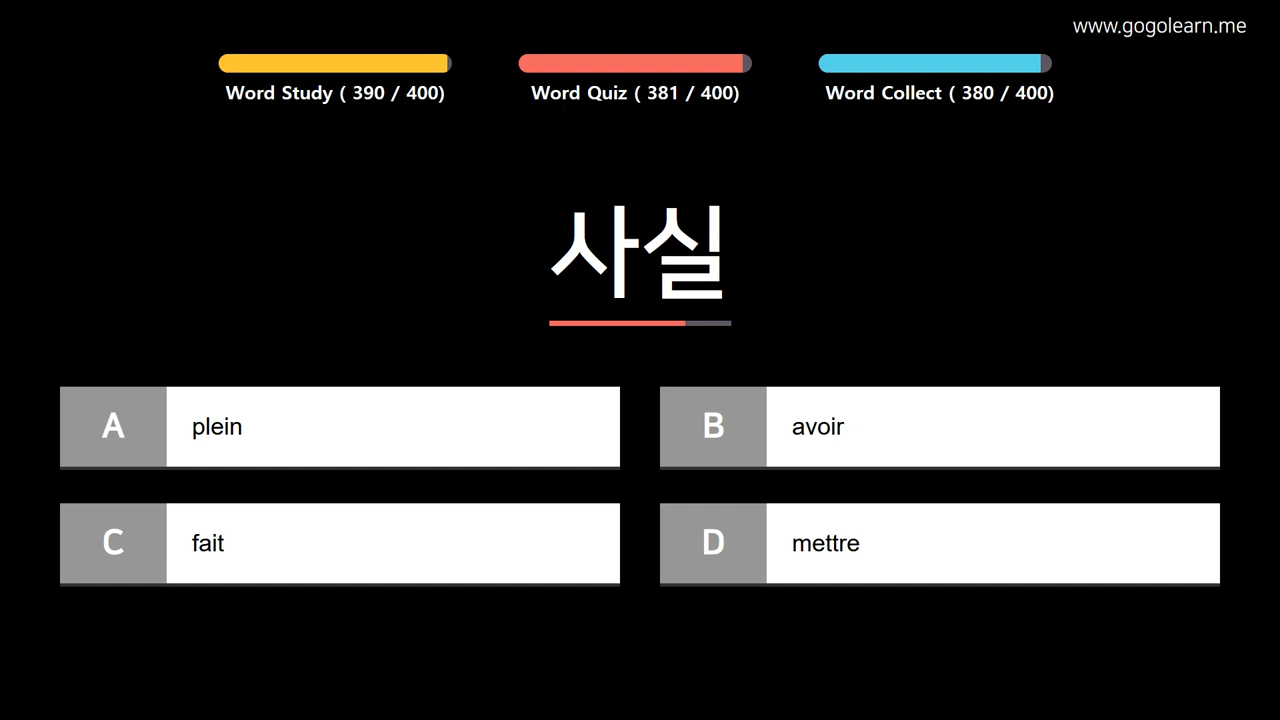 www.gogolearn.me
Word Study ( 390 / 400)
Word Quiz ( 381 / 400)
Word Collect ( 380 / 400)
사실
A plein
B avoir
C fait
D mettre